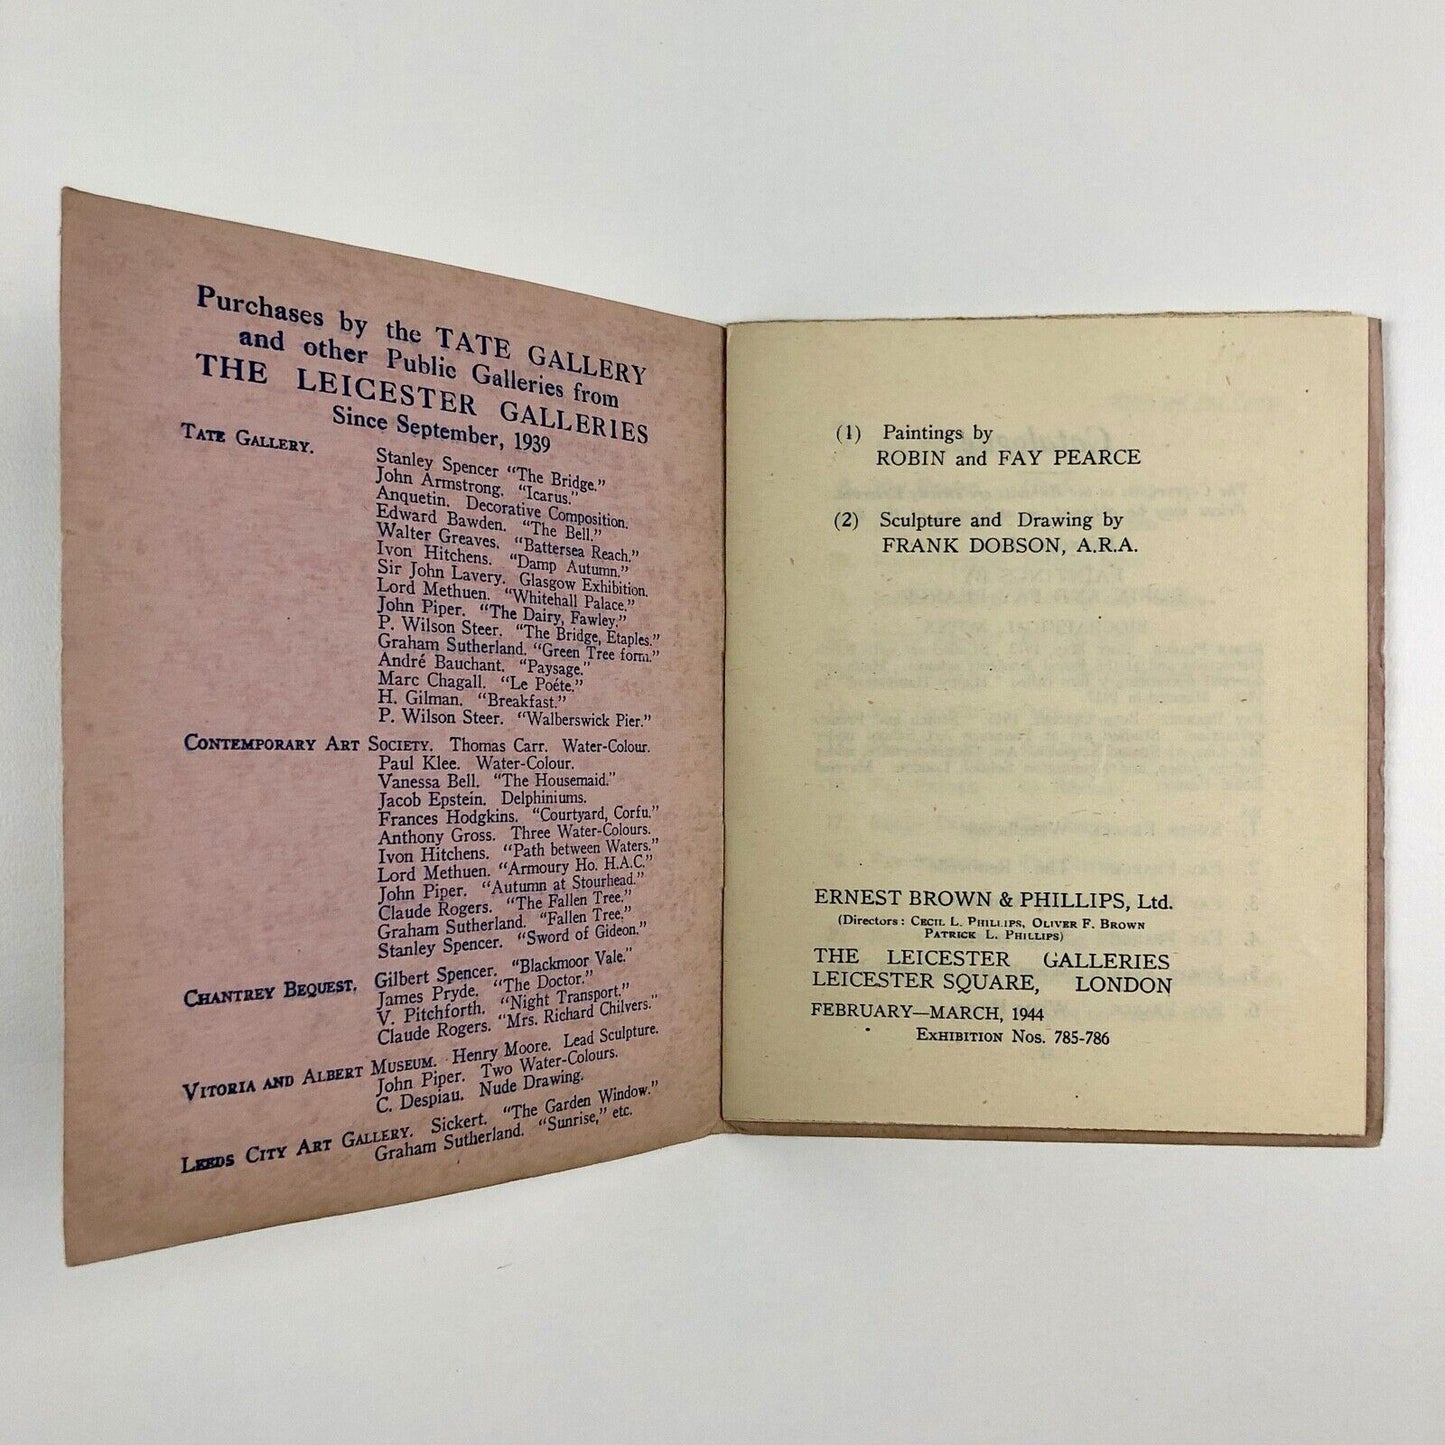 Purchases by the TATE GALLERY
and other Public Galleries from
THE LEICESTER GALLERIES
Since September, 1939
TATE GALLERY.
Stanley Spencer "The Bridge."
John Armstrong. "Icarus."
Anquetin. Decorative Composition.
Edward Bawden. "The Bell."
Walter Greaves. "Battersea Reach."
Ivon Hitchens. "Damp Autumn."
Sir John Lavery. Glasgow Exhibition.
Lord Methuen. "Whitehall Palace."
John Piper. "The Dairy, Fawley."
P. Wilson Steer. "The Bridge, Etaples."
Graham Sutherland. "Green Tree form."
André Bauchant. "Paysage."
Marc Chagall. "Le Poéte."
H. Gilman. "Breakfast."
P. Wilson Steer. "Walberswick Pier."
CONTEMPORARY ART SOCIETY. Thomas Carr. Water-Colour.
Paul Klee. Water-Colour.
Vanessa Bell. "The Housemaid."
Jacob Epstein. Delphiniums.
Frances Hodgkins. "Courtyard, Corfu."
Anthony Gross. Three Water-Colours.
Ivon Hitchens. "Path between Waters."
Lord Methuen. "Armoury Ho. H.A.C."
John Piper. "Autumn at Stourhead."
Claude Rogers. "The Fallen Tree."
Graham Sutherland. "Fallen Tree."
Stanley Spencer. "Sword of Gideon."
CHANTREY BEQUEST. Gilbert Spencer. "Blackmoor Vale."
James Pryde. "The Doctor."
V. Pitchforth. "Night Transport."
Claude Rogers. "Mrs. Richard Chilvers."
VITORIA AND ALBERT MUSEUM. Henry Moore. Lead Sculpture.
John Piper. Two Water-Colours.
C. Despiau. Nude Drawing.
LEEDS CITY ART GALLERY. Sickert. "The Garden Window."
Graham Sutherland. "Sunrise," etc.
(1) Paintings by
ROBIN and FAY PEARCE
(2) Sculpture and Drawing by
FRANK DOBSON, A.R.A.
ERNEST BROWN & PHILLIPS, Ltd.
(Directors: CECIL L. PHILLIPS, OLIVER F. BROWN
PATRICK L. PHILLIPS)
THE LEICESTER GALLERIES
LEICESTER SQUARE, LONDON
FEBRUARY—MARCH, 1944
EXHIBITION NOS. 785-786